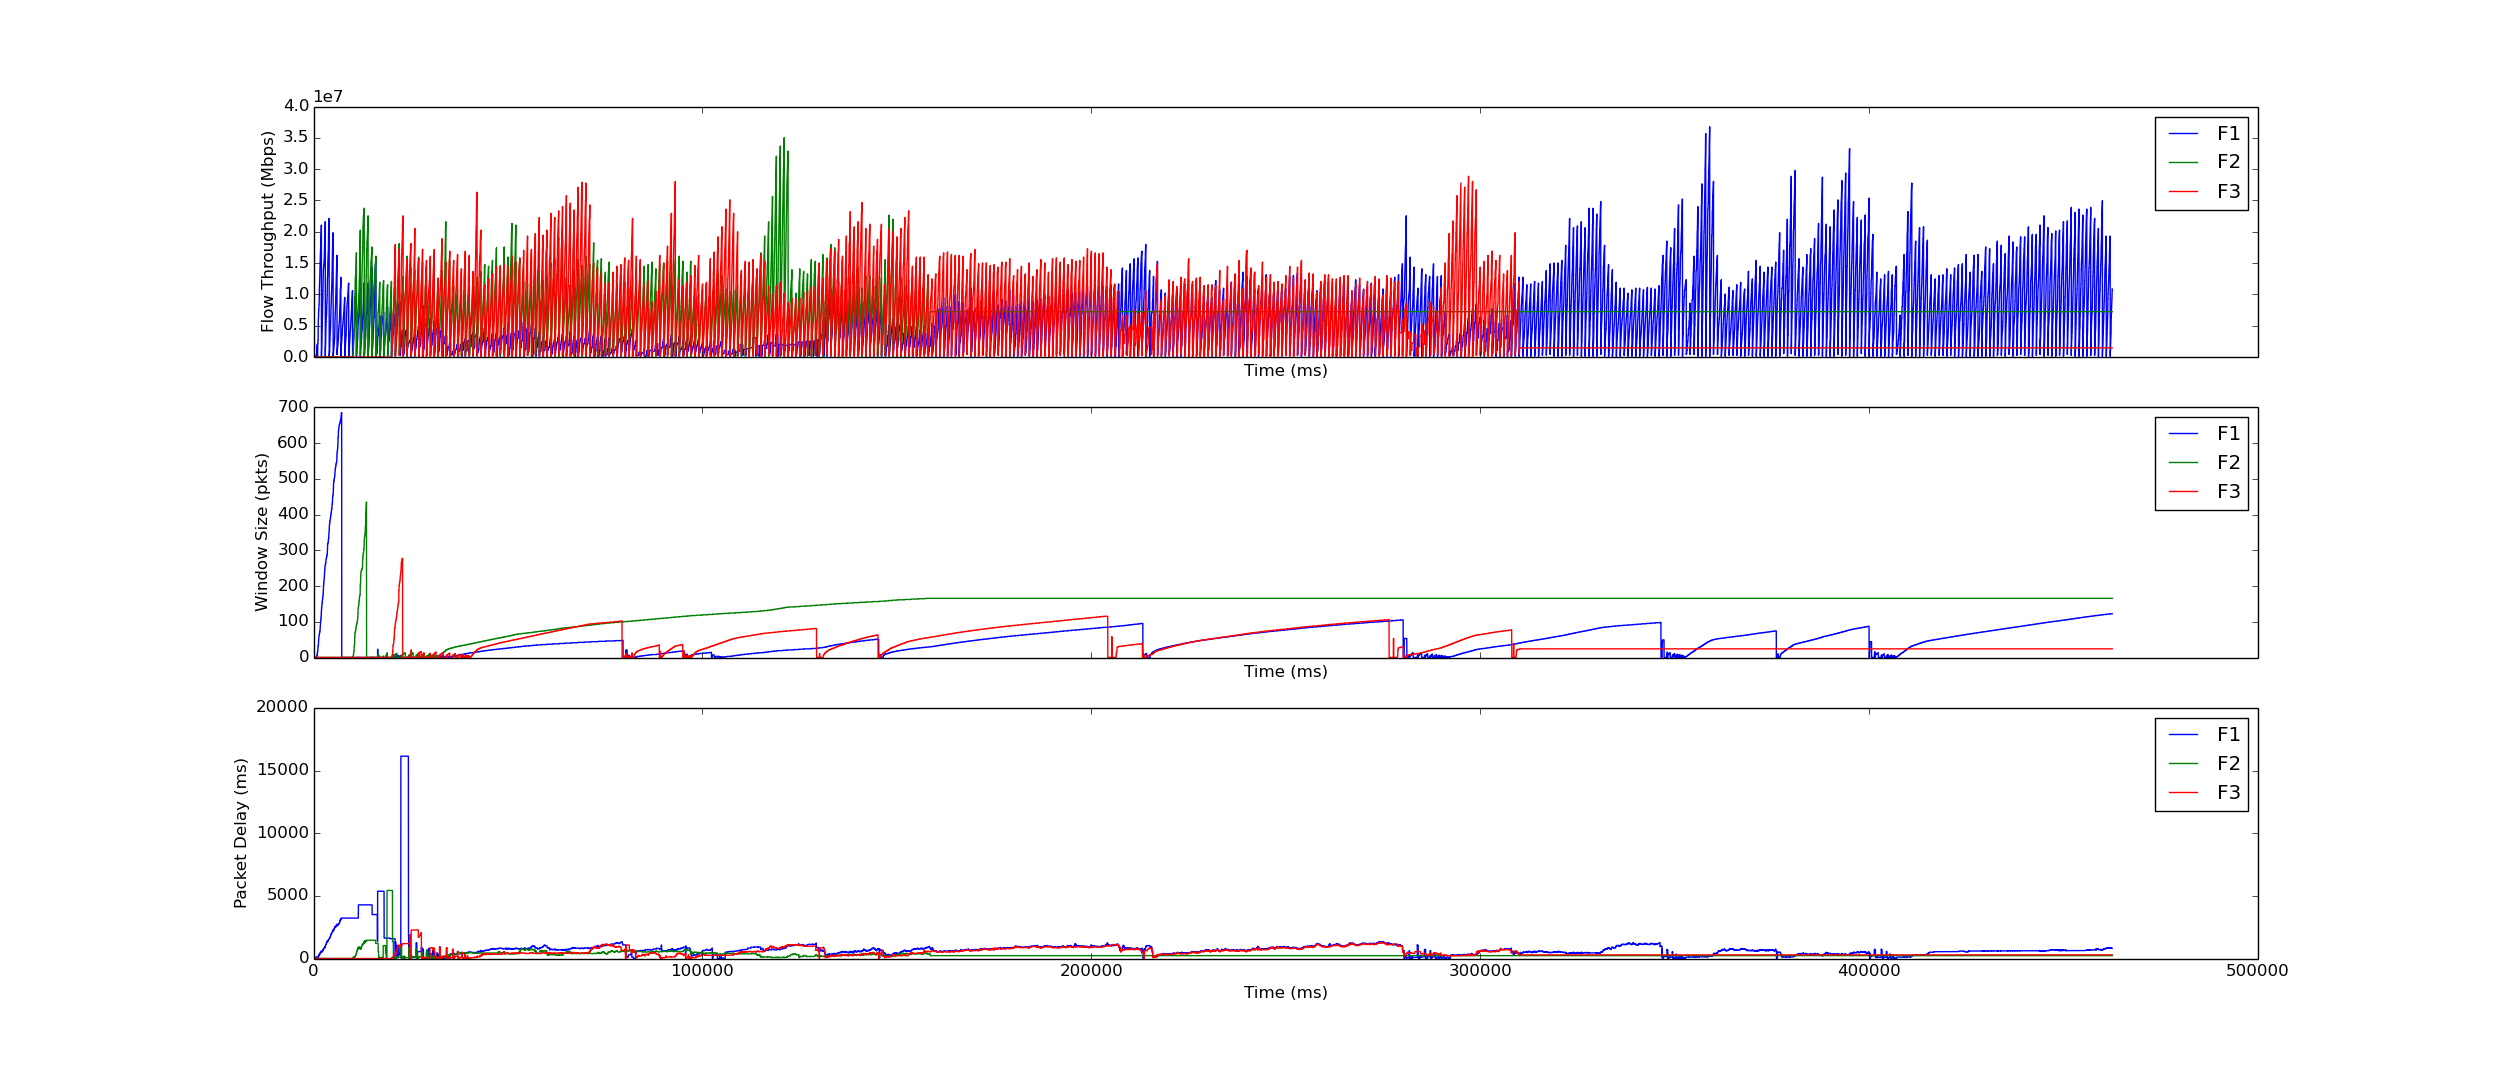 1e7
4.0
3.5
3.0
2.5
2.0
1.5
1.0
0.5
0.0
Flow Throughput (Mbps)
Time (ms)
F1
F2
F3
700
600
500
400
300
200
100
0
Window Size (pkts)
Time (ms)
F1
F2
F3
20000
15000
10000
5000
0
Packet Delay (ms)
0
100000
200000
300000
400000
500000
Time (ms)
F1
F2
F3